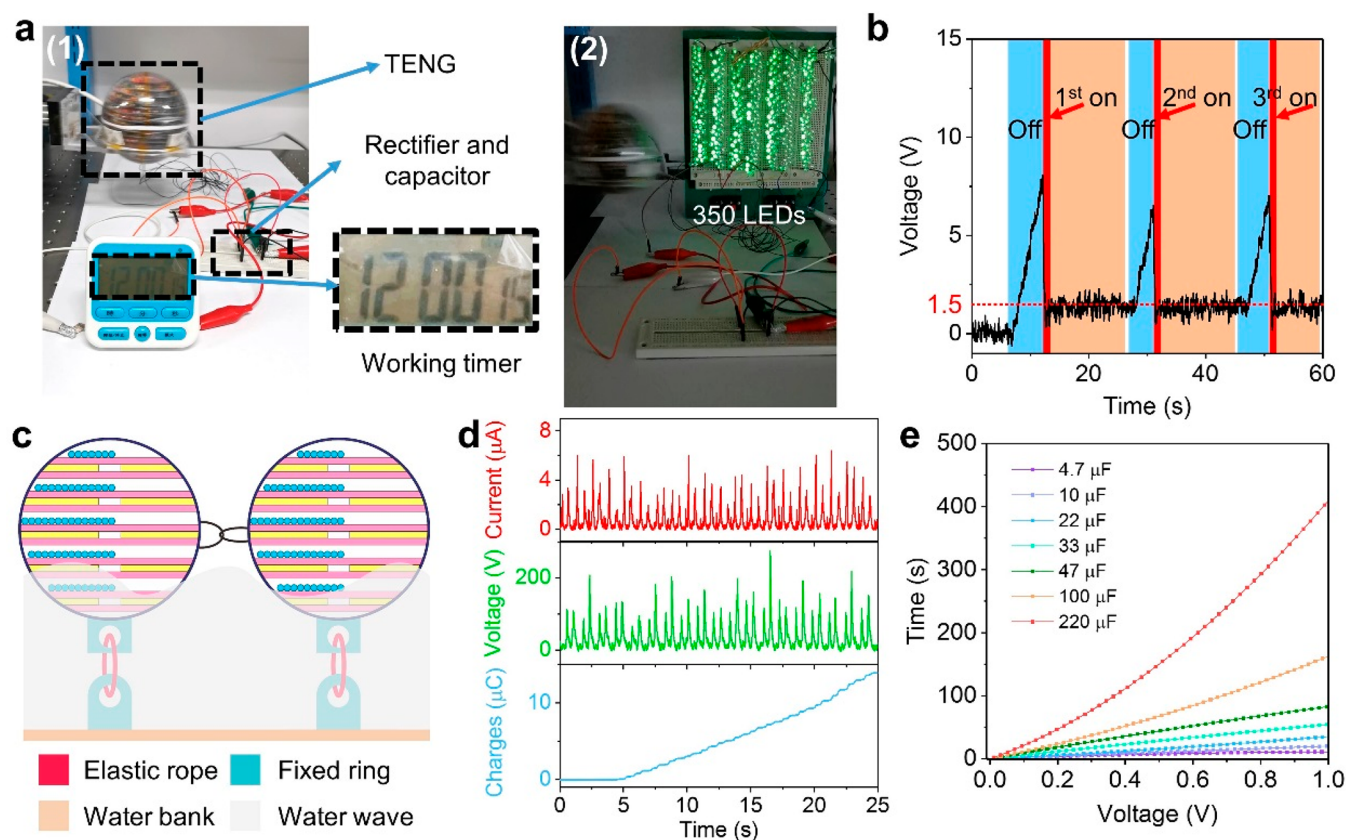 a
(1)
TENG
Rectifier and
capacitor
12 00 15
Working timer
(2)
350 LEDs
b
Voltage (V)
15
10
5
1.5
0
Off
1st on
Off
2nd on
Off
3rd on
0 20 40 60
Time (s)
c
Elastic rope
Fixed ring
Water bank
Water wave
d
Current (μA)
8
4
0
Voltage (V)
200
0
Charges (μC)
10
0
0 5 10 15 20 25
Time (s)
e
Time (s)
500
400
300
200
100
0
4.7 μF
10 μF
22 μF
33 μF
47 μF
100 μF
220 μF
0.0 0.2 0.4 0.6 0.8 1.0
Voltage (V)